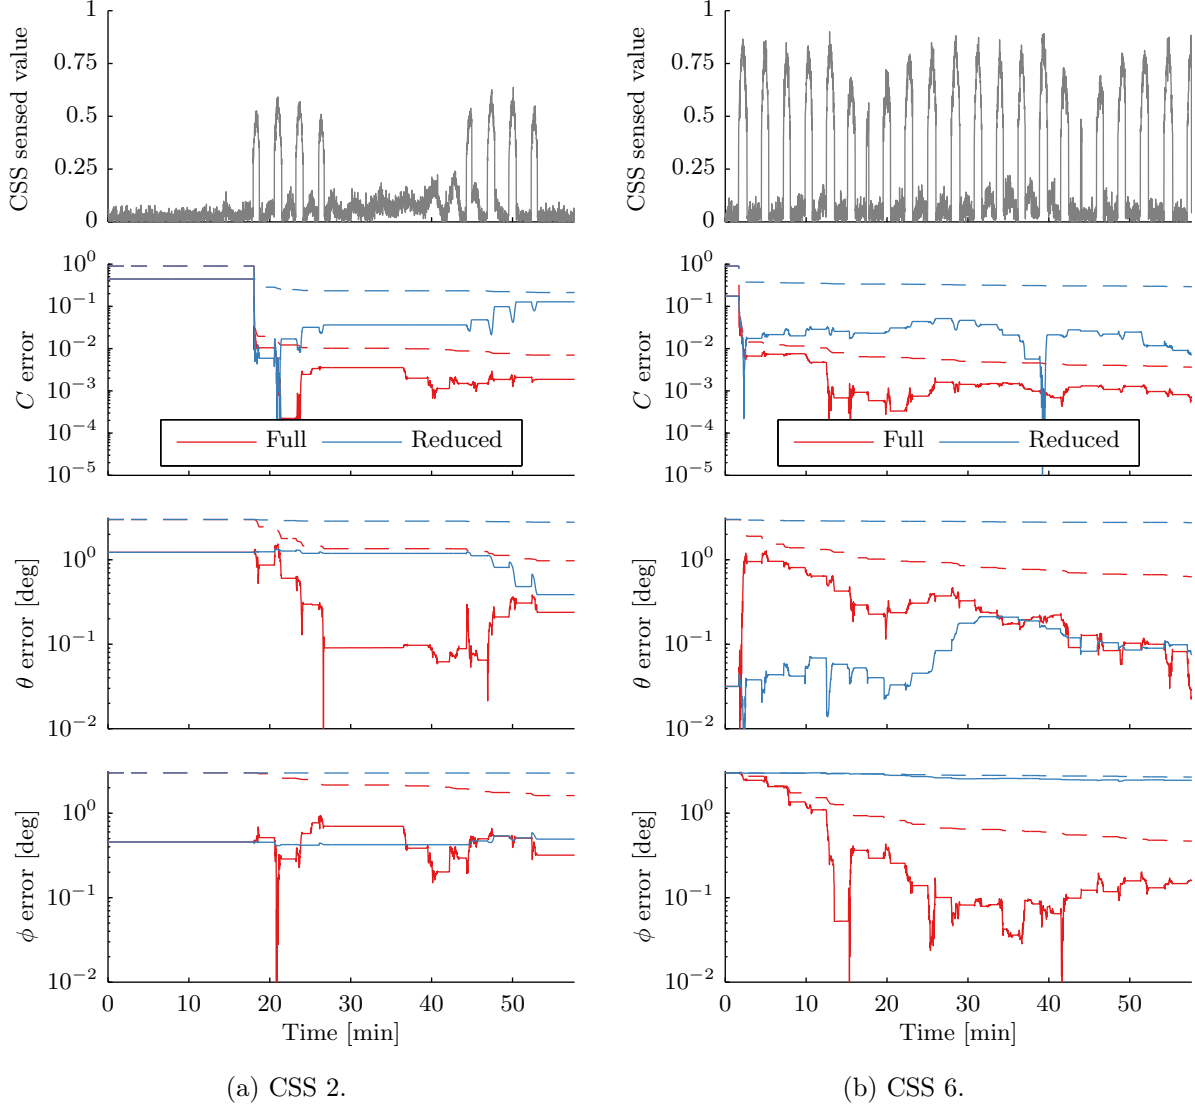 1
0.75
0.5
0.25
0
CSS sensed value
1
0.75
0.5
0.25
0
CSS sensed value
10^0
10^-1
10^-2
10^-3
10^-4
10^-5
C error
Full Reduced
10^0
10^-1
10^-2
10^-3
10^-4
10^-5
C error
Full Reduced
10^0
10^-1
10^-2
θ error [deg]
10^0
10^-1
10^-2
θ error [deg]
10^0
10^-1
10^-2
ϕ error [deg]
0 10 20 30 40 50
Time [min]
10^0
10^-1
10^-2
ϕ error [deg]
0 10 20 30 40 50
Time [min]
(a) CSS 2.
(b) CSS 6.